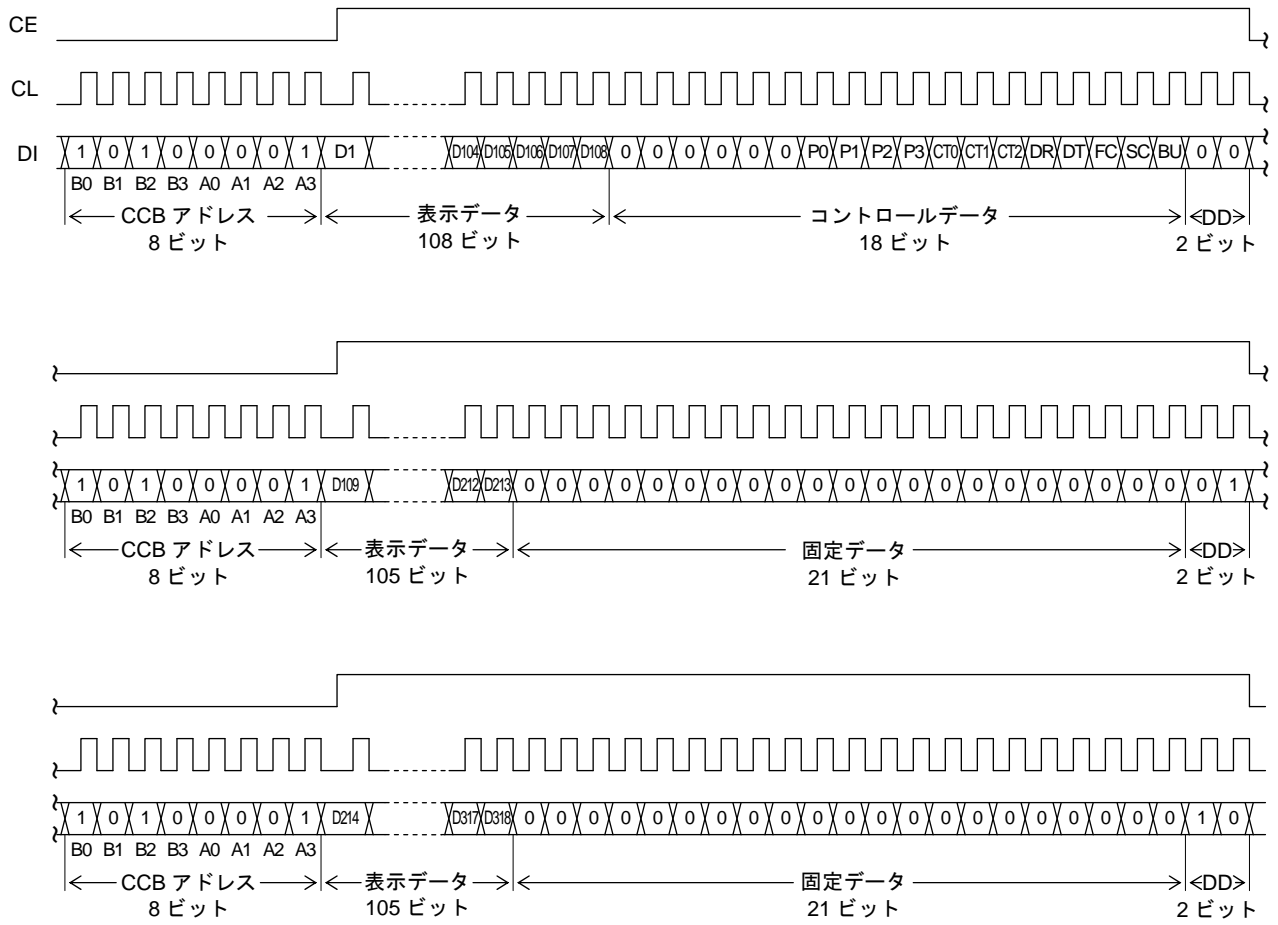 CE
CL
DI 1 0 1 0 0 0 0 1 D1 D104 D105 D106 D107 D108 0 0 0 0 0 0 P0 P1 P2 P3 CT0 CT1 CT2 DR DT FC SC BU 0 0
B0 B1 B2 B3 A0 A1 A2 A3
CCB アドレス 表示データ コントロールデータ DD
8 ビット 108 ビット 18 ビット 2 ビット
1 0 1 0 0 0 0 1 D109 D212 D213 0 0 0 0 0 0 0 0 0 0 0 0 0 0 0 0 0 0 0 0 0 0 1
B0 B1 B2 B3 A0 A1 A2 A3
CCB アドレス 表示データ 固定データ DD
8 ビット 105 ビット 21 ビット 2 ビット
1 0 1 0 0 0 0 1 D214 D317 D318 0 0 0 0 0 0 0 0 0 0 0 0 0 0 0 0 0 0 0 0 0 1 0
B0 B1 B2 B3 A0 A1 A2 A3
CCB アドレス 表示データ 固定データ DD
8 ビット 105 ビット 21 ビット 2 ビット